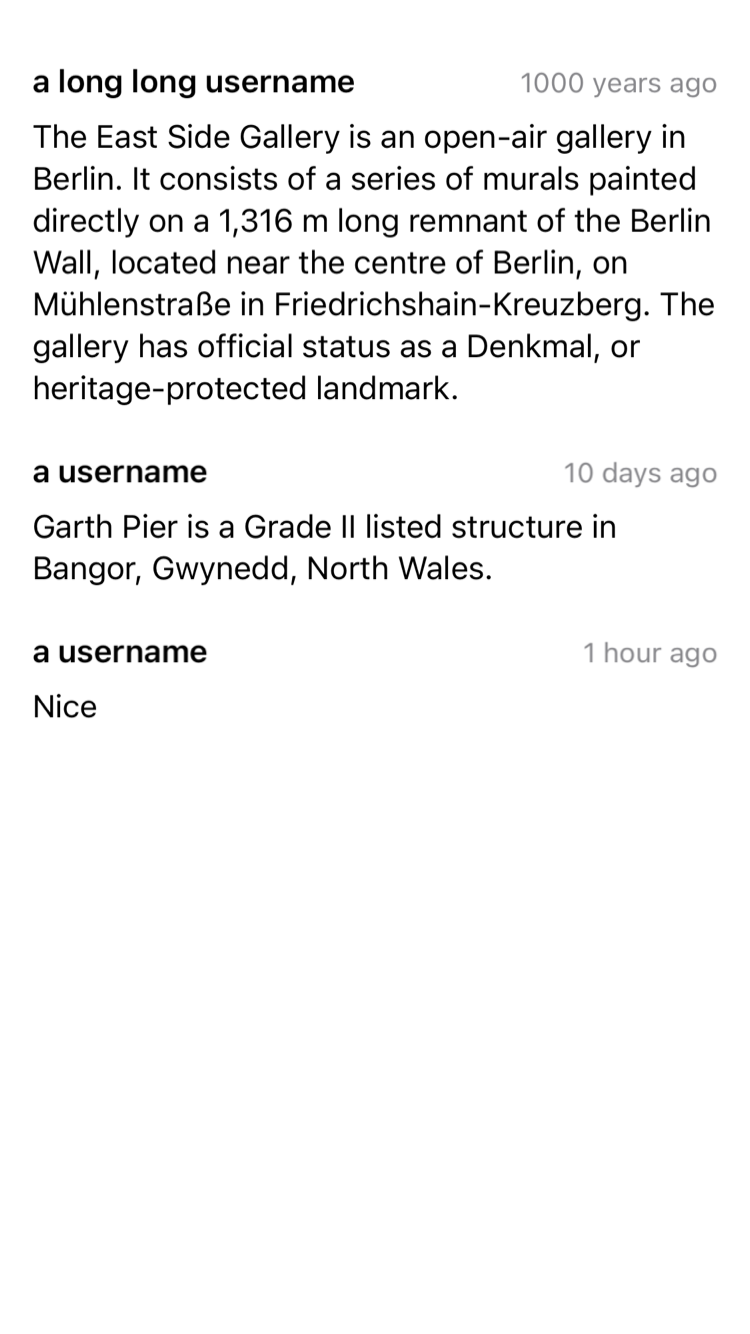 a long long username 1000 years ago
The East Side Gallery is an open-air gallery in
Berlin. It consists of a series of murals painted
directly on a 1,316 m long remnant of the Berlin
Wall, located near the centre of Berlin, on
Mühlenstraße in Friedrichshain-Kreuzberg. The
gallery has official status as a Denkmal, or
heritage-protected landmark.
a username 10 days ago
Garth Pier is a Grade II listed structure in
Bangor, Gwynedd, North Wales.
a username 1 hour ago
Nice